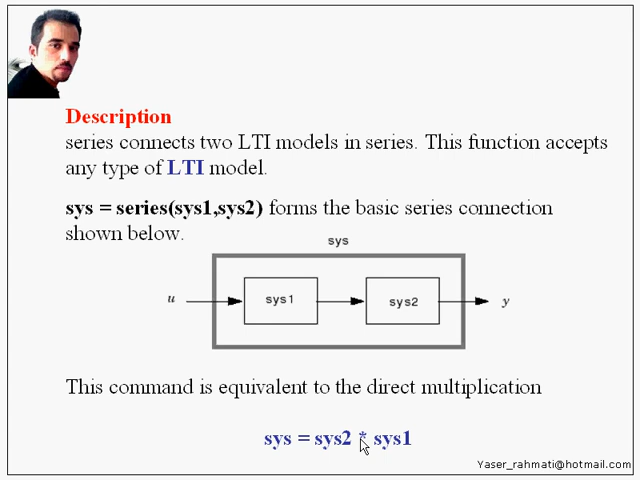 Description
series connects two LTI models in series. This function accepts
any type of LTI model.
sys = series(sys1,sys2) forms the basic series connection
shown below.
sys
u sys1 sys2 y
This command is equivalent to the direct multiplication
sys = sys2 * sys1
Yaser_rahmati@hotmail.com